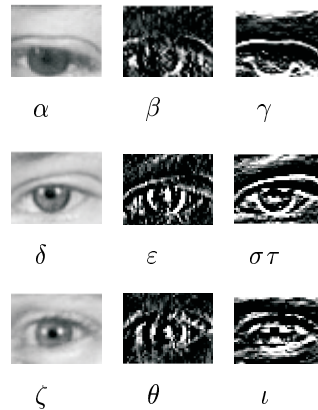 α β γ
δ ε στ
ζ θ ι